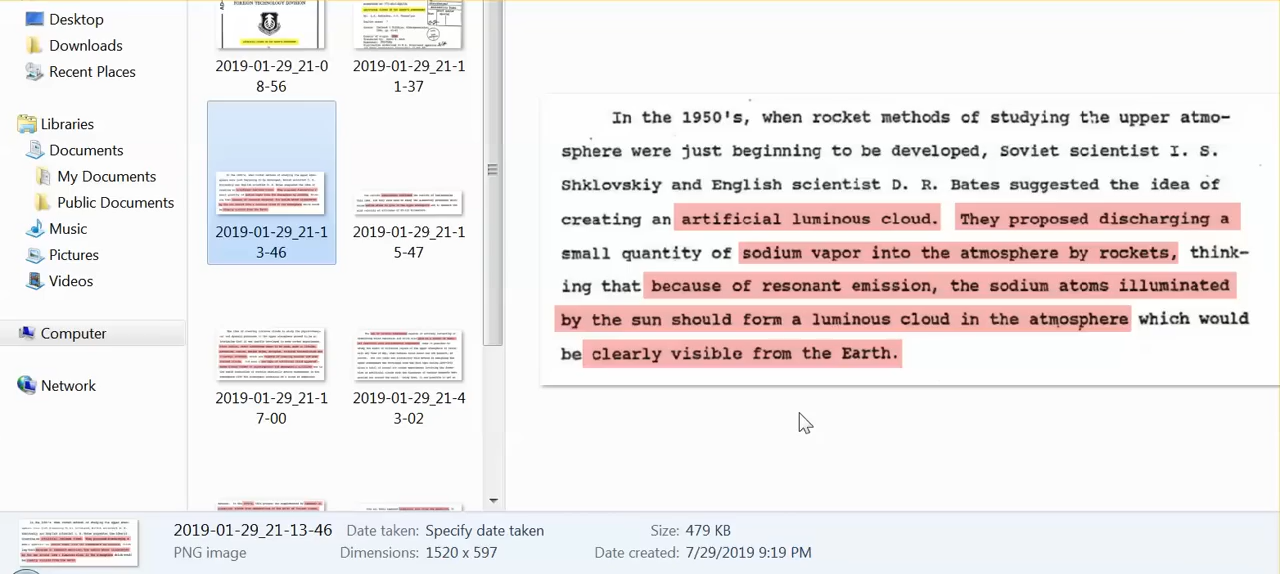 Desktop
Downloads
Recent Places
Libraries
Documents
My Documents
Public Documents
Music
Pictures
Videos
Computer
Network
FOREIGN TECHNOLOGY DIVISION
2019-01-29_21-0
8-56
2019-01-29_21-1
1-37
2019-01-29_21-1
3-46
2019-01-29_21-1
5-47
2019-01-29_21-1
7-00
2019-01-29_21-4
3-02
In the 1950's, when rocket methods of studying the upper atmo-
sphere were just beginning to be developed, Soviet scientist I. S.
Shklovskiy and English scientist D. R. Bates suggested the idea of
creating an artificial luminous cloud. They proposed discharging a
small quantity of sodium vapor into the atmosphere by rockets, think-
ing that because of resonant emission, the sodium atoms illuminated
by the sun should form a luminous cloud in the atmosphere which would
be clearly visible from the Earth.
2019-01-29_21-13-46 Date taken: Specify date taken Size: 479 KB
PNG image Dimensions: 1520 x 597 Date created: 7/29/2019 9:19 PM